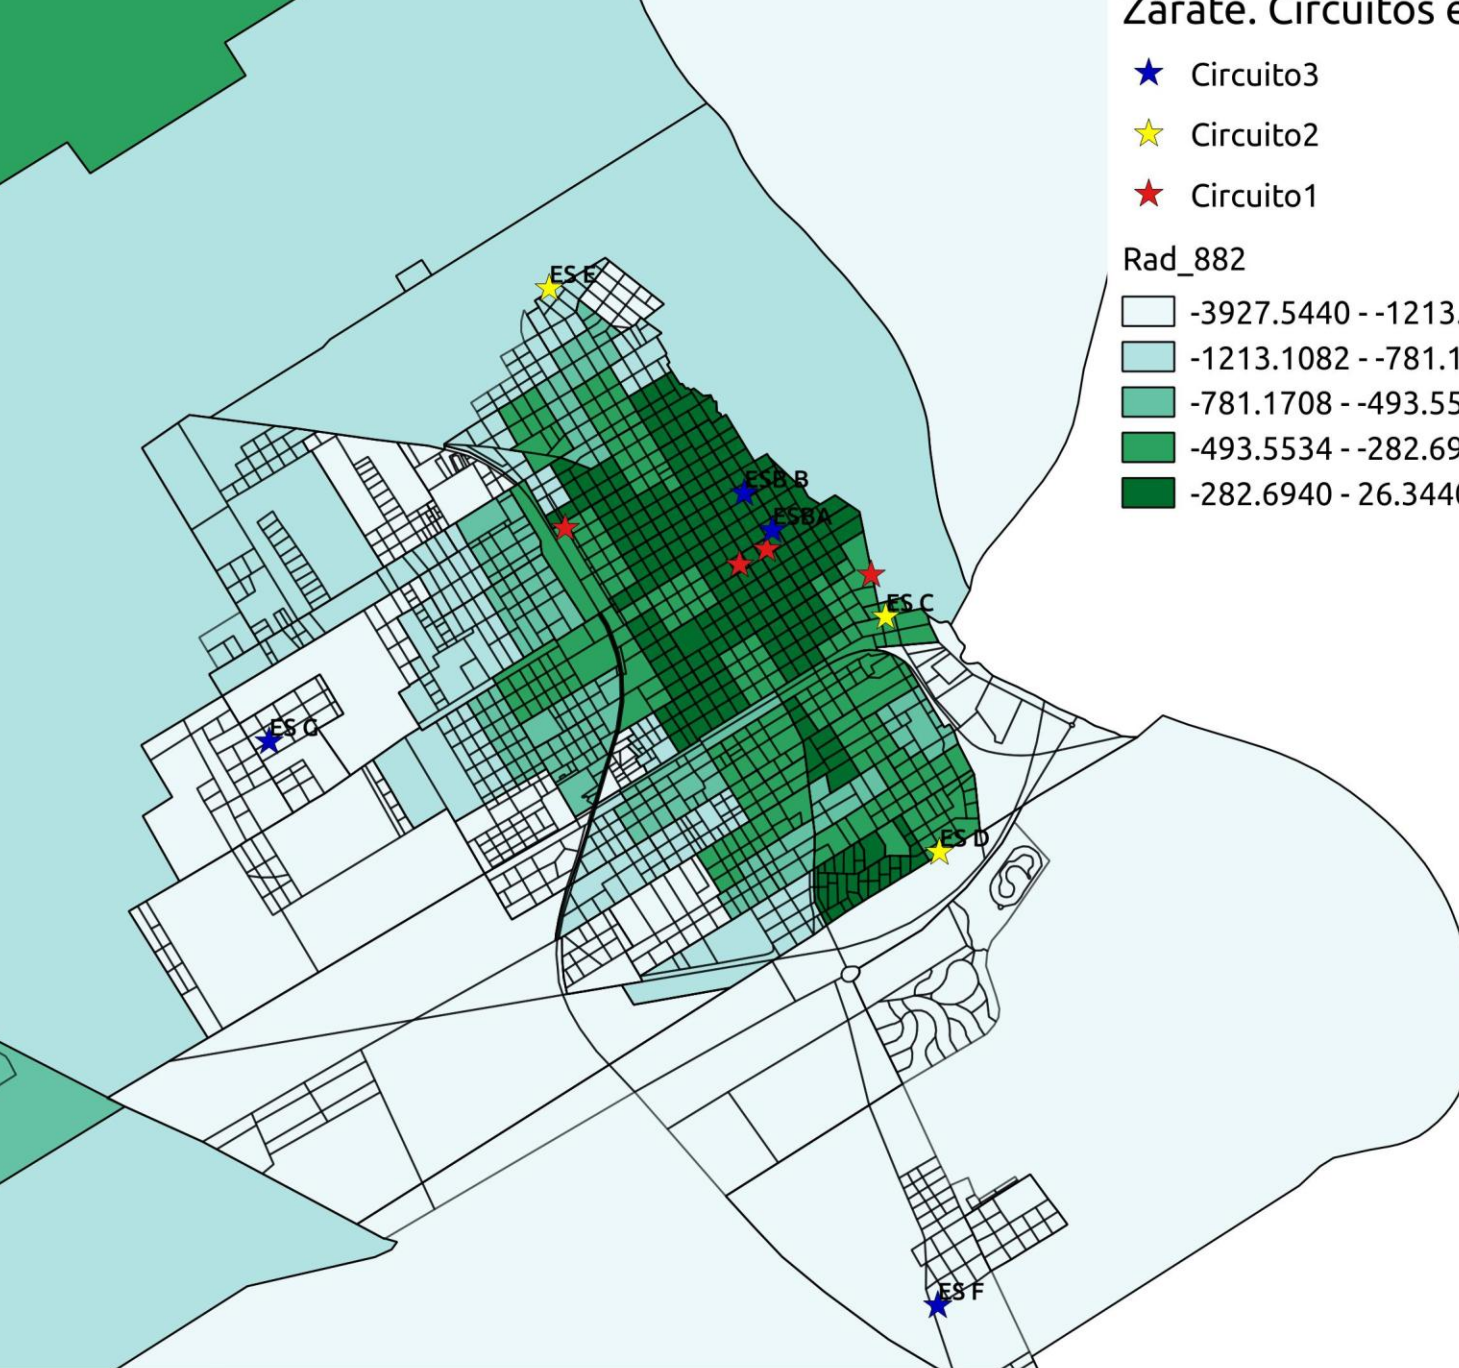 Zárate. Circuitos e
Circuito3
Circuito2
Circuito1
Rad_882
-3927.5440 - -1213.
-1213.1082 - -781.1
-781.1708 - -493.55
-493.5534 - -282.69
-282.6940 - 26.3440
ES E
ESB B
ESBA
ES C
ES G
ES D
ES F